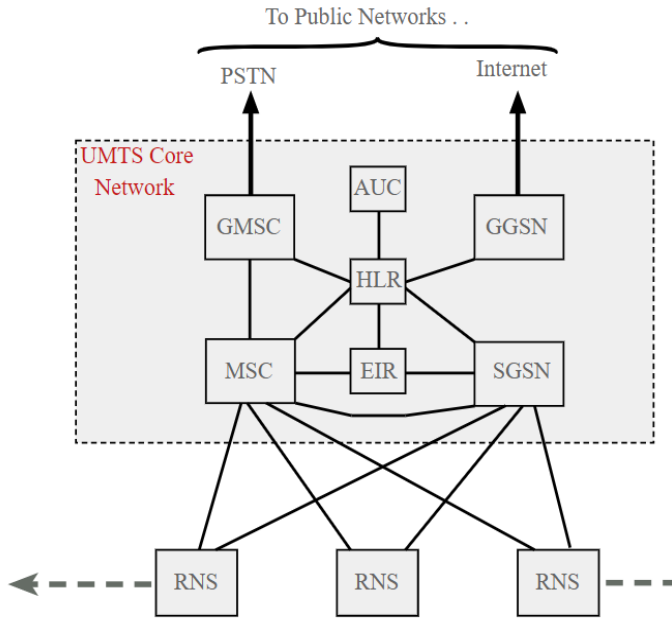 To Public Networks . .
PSTN
Internet
UMTS Core
Network
AUC
GMSC
GGSN
HLR
MSC
EIR
SGSN
RNS
RNS
RNS